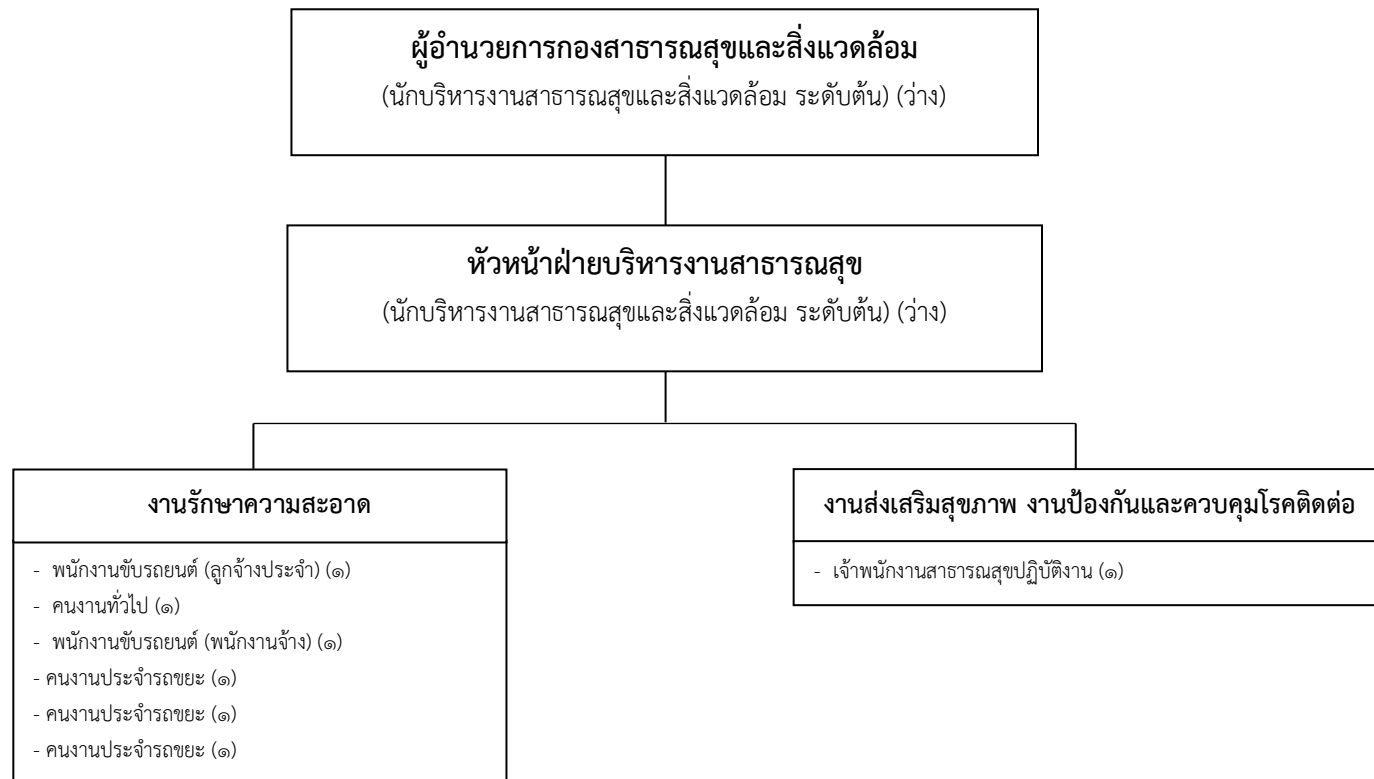 ผู้อำนวยการกองสาธารณสุขและสิ่งแวดล้อม
(นักบริหารงานสาธารณสุขและสิ่งแวดล้อม ระดับต้น) (ว่าง)
หัวหน้าฝ่ายบริหารงานสาธารณสุข
(นักบริหารงานสาธารณสุขและสิ่งแวดล้อม ระดับต้น) (ว่าง)
งานรักษาความสะอาด
- พนักงานขับรถยนต์ (ลูกจ้างประจำ) (๑)
- คนงานทั่วไป (๑)
- พนักงานขับรถยนต์ (พนักงานจ้าง) (๑)
- คนงานประจำรถขยะ (๑)
- คนงานประจำรถขยะ (๑)
- คนงานประจำรถขยะ (๑)
งานส่งเสริมสุขภาพ งานป้องกันและควบคุมโรคติดต่อ
- เจ้าพนักงานสาธารณสุขปฏิบัติงาน (๑)